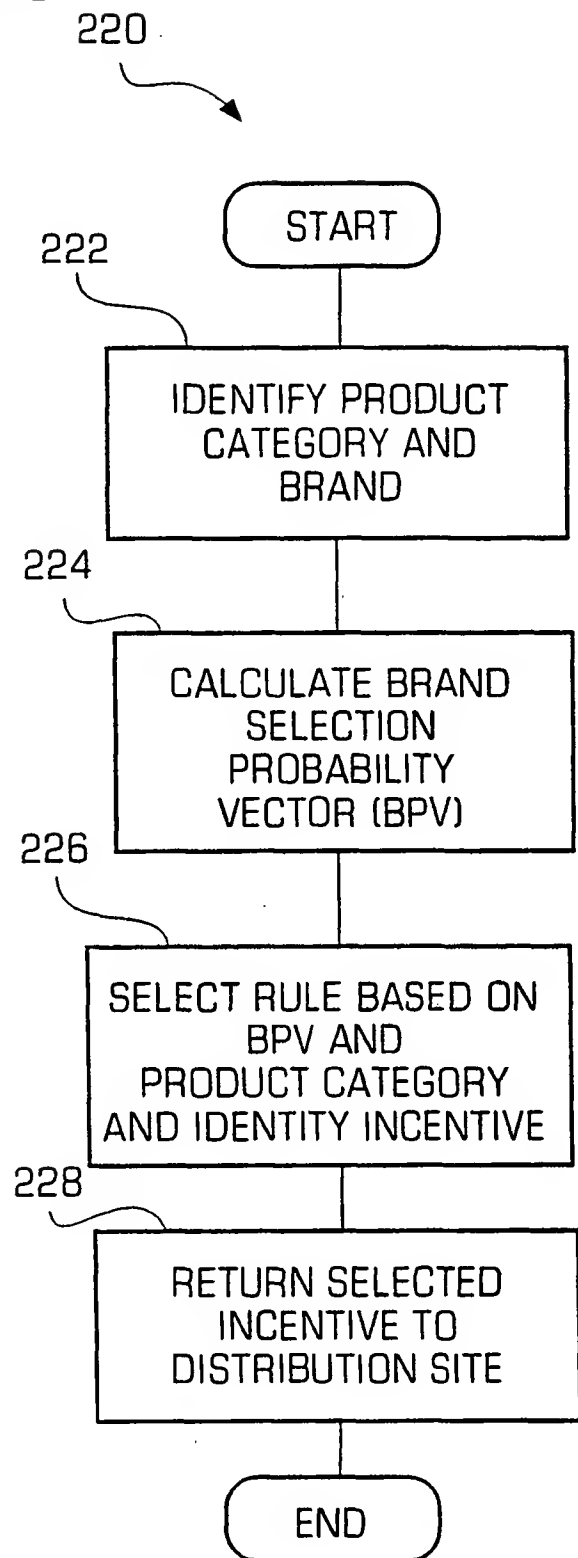 220
START
222
IDENTIFY PRODUCT
CATEGORY AND
BRAND
224
CALCULATE BRAND
SELECTION
PROBABILITY
VECTOR (BPV)
226
SELECT RULE BASED ON
BPV AND
PRODUCT CATEGORY
AND IDENTITY INCENTIVE
228
RETURN SELECTED
INCENTIVE TO
DISTRIBUTION SITE
END